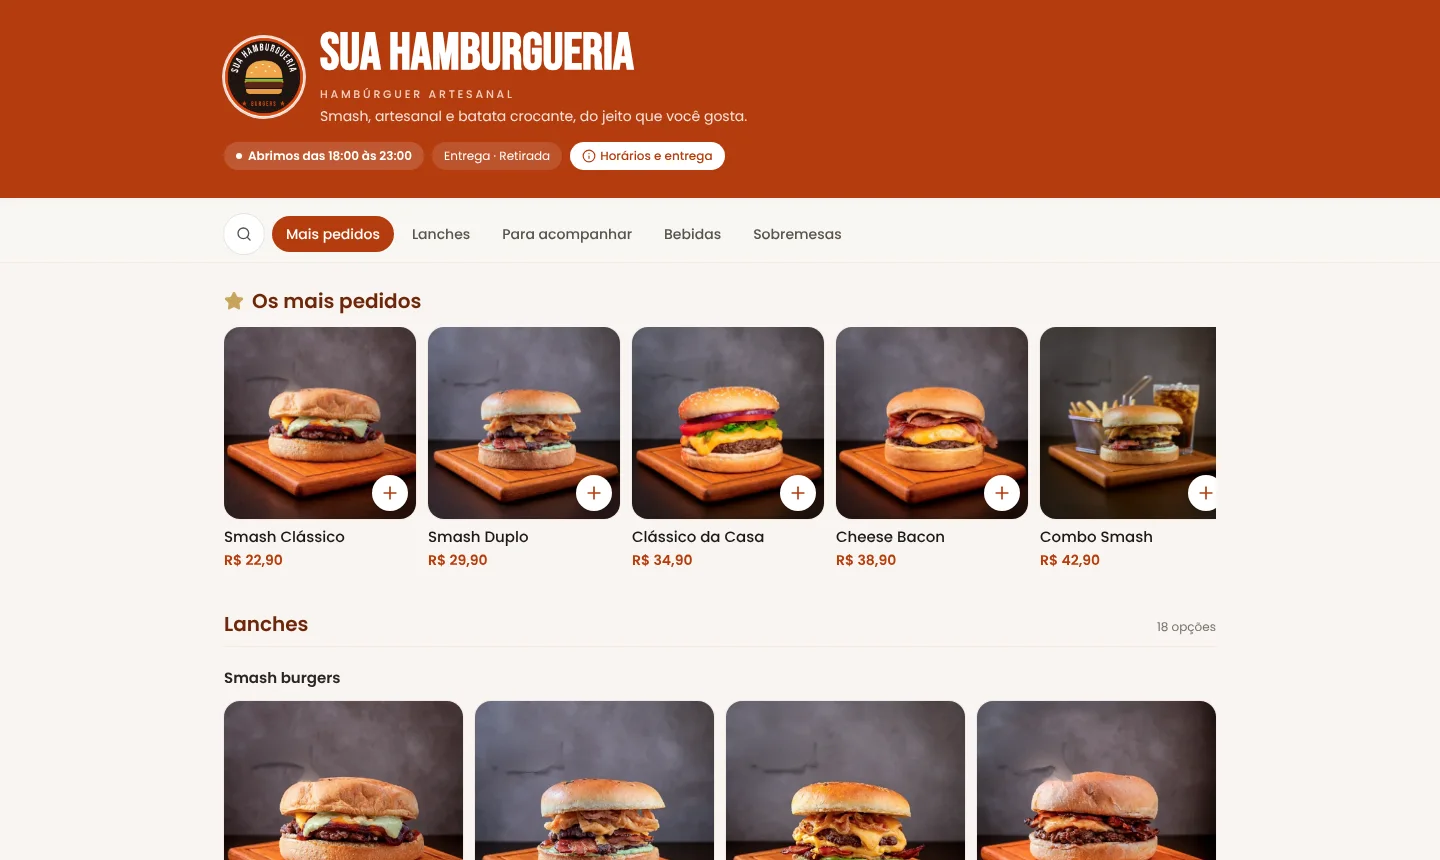 SUA HAMBURGUERIA
BURGERS
SUA HAMBURGUERIA
HAMBÚRGUER ARTESANAL
Smash, artesanal e batata crocante, do jeito que você gosta.
Abrimos das 18:00 às 23:00
Entrega · Retirada
Horários e entrega
Mais pedidos
Lanches
Para acompanhar
Bebidas
Sobremesas
Os mais pedidos
Smash Clássico
R$ 22,90
Smash Duplo
R$ 29,90
Clássico da Casa
R$ 34,90
Cheese Bacon
R$ 38,90
Combo Smash
R$ 42,90
Lanches
18 opções
Smash burgers